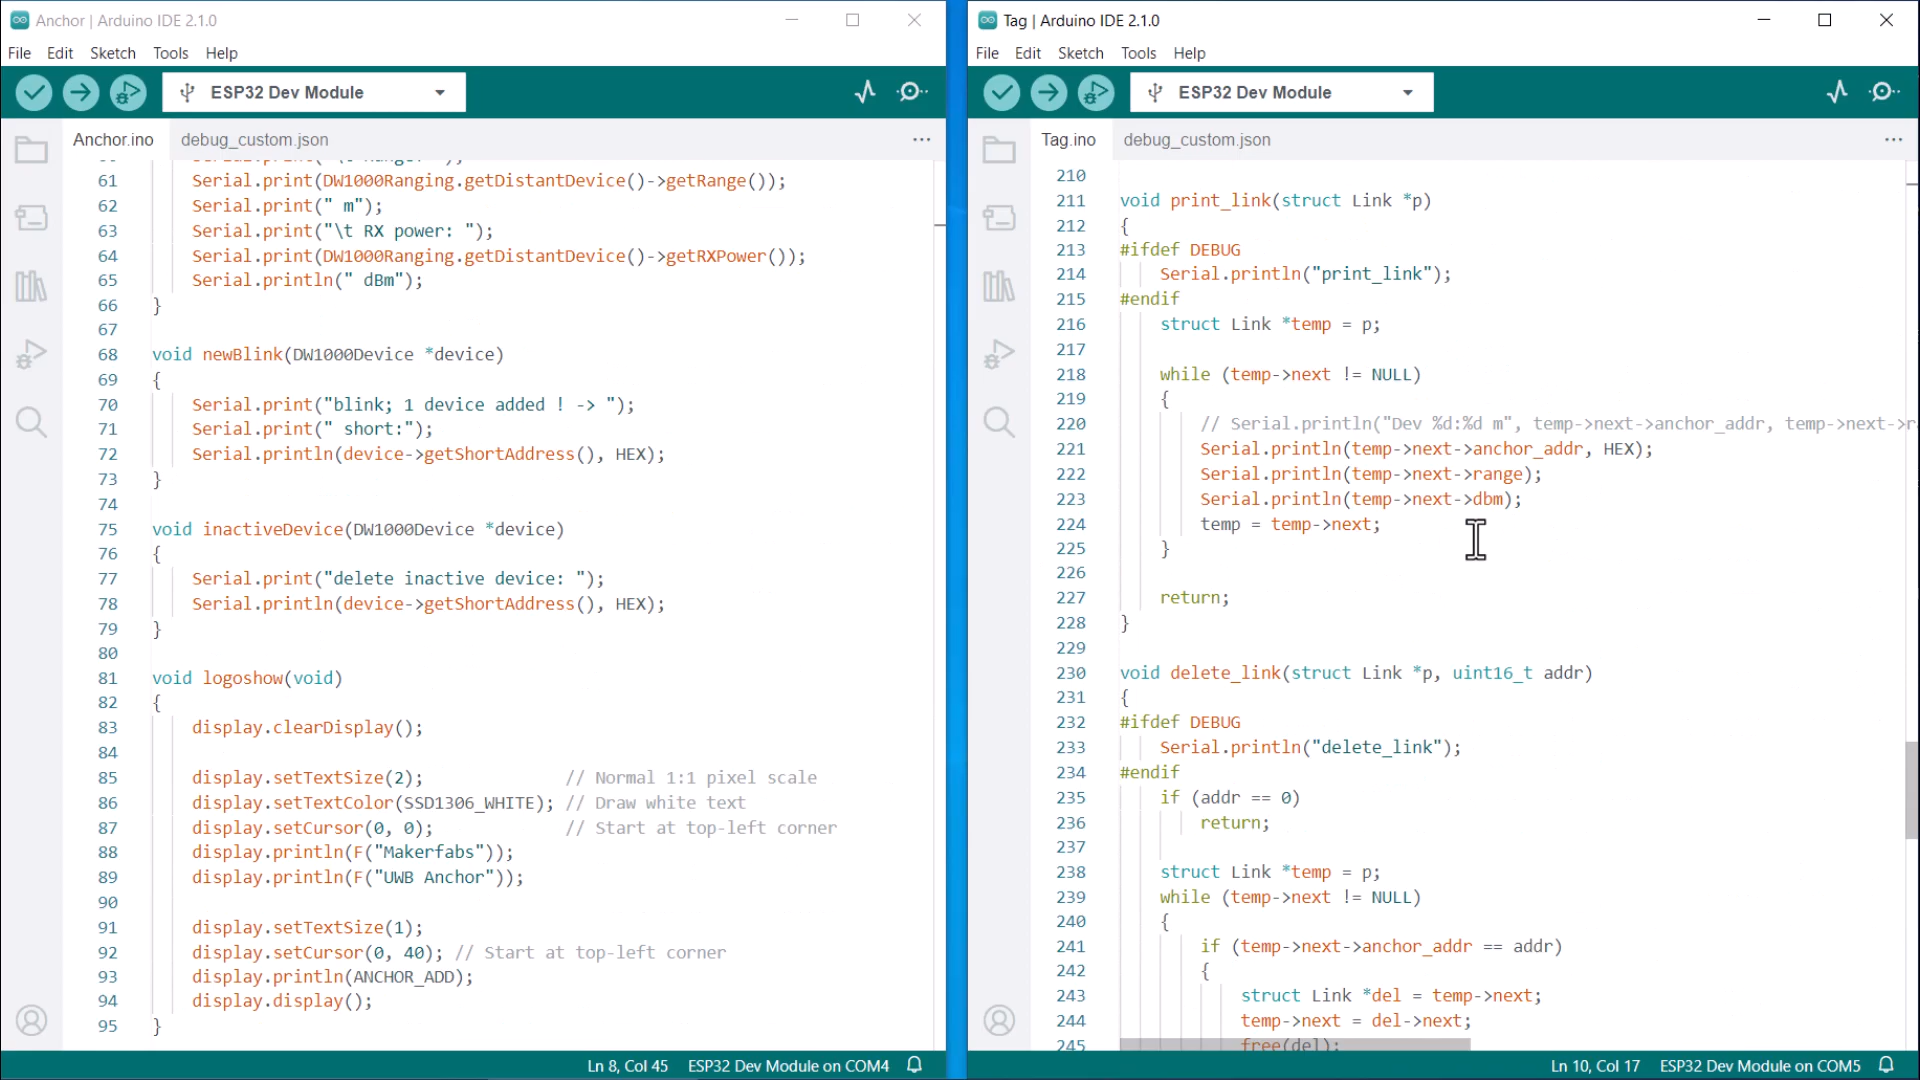 Anchor | Arduino IDE 2.1.0
File Edit Sketch Tools Help
ESP32 Dev Module
Anchor.ino debug_custom.json ...
61 Serial.print(DW1000Ranging.getDistantDevice()->getRange());
62 Serial.print(" m");
63 Serial.print("\t RX power: ");
64 Serial.print(DW1000Ranging.getDistantDevice()->getRXPower());
65 Serial.println(" dBm");
66 }
67
68 void newBlink(DW1000Device *device)
69 {
70 Serial.print("blink; 1 device added ! -> ");
71 Serial.print(" short:");
72 Serial.println(device->getShortAddress(), HEX);
73 }
74
75 void inactiveDevice(DW1000Device *device)
76 {
77 Serial.print("delete inactive device: ");
78 Serial.println(device->getShortAddress(), HEX);
79 }
80
81 void logoshow(void)
82 {
83 display.clearDisplay();
84
85 display.setTextSize(2); // Normal 1:1 pixel scale
86 display.setTextColor(SSD1306_WHITE); // Draw white text
87 display.setCursor(0, 0); // Start at top-left corner
88 display.println(F("Makerfabs"));
89 display.println(F("UWB Anchor"));
90
91 display.setTextSize(1);
92 display.setCursor(0, 40); // Start at top-left corner
93 display.println(ANCHOR_ADD);
94 display.display();
95 }
Ln 8, Col 45 ESP32 Dev Module on COM4
Tag | Arduino IDE 2.1.0
File Edit Sketch Tools Help
ESP32 Dev Module
Tag.ino debug_custom.json ...
210
211 void print_link(struct Link *p)
212 {
213 #ifdef DEBUG
214 Serial.println("print_link");
215 #endif
216 struct Link *temp = p;
217
218 while (temp->next != NULL)
219 {
220 // Serial.println("Dev %d:%d m", temp->next->anchor_addr, temp->next->r
221 Serial.println(temp->next->anchor_addr, HEX);
222 Serial.println(temp->next->range);
223 Serial.println(temp->next->dbm);
224 temp = temp->next;
225 }
226
227 return;
228 }
229
230 void delete_link(struct Link *p, uint16_t addr)
231 {
232 #ifdef DEBUG
233 Serial.println("delete_link");
234 #endif
235 if (addr == 0)
236 return;
237
238 struct Link *temp = p;
239 while (temp->next != NULL)
240 {
241 if (temp->next->anchor_addr == addr)
242 {
243 struct Link *del = temp->next;
244 temp->next = del->next;
245 free(del);
Ln 10, Col 17 ESP32 Dev Module on COM5